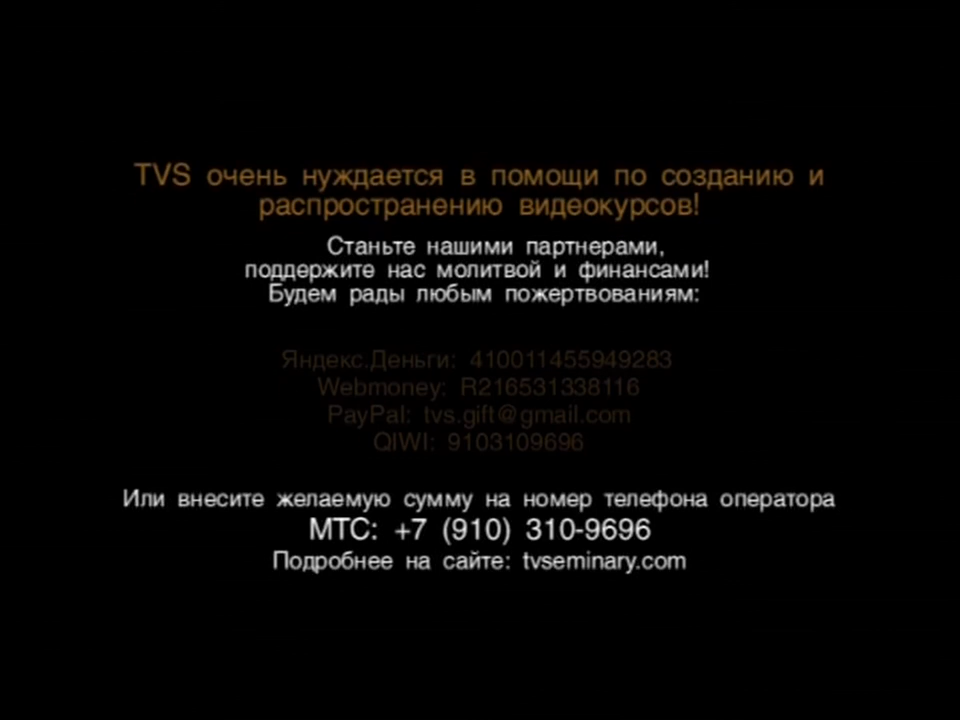 TVS очень нуждается в помощи по созданию и
распространению видеокурсов!
Станьте нашими партнерами,
поддержите нас молитвой и финансами!
Будем рады любым пожертвованиям:
Яндекс.Деньги: 410011455949283
Webmoney: R216531338116
PayPal: tvs.gift@gmail.com
QIWI: 9103109696
Или внесите желаемую сумму на номер телефона оператора
МТС: +7 (910) 310-9696
Подробнее на сайте: tvseminary.com